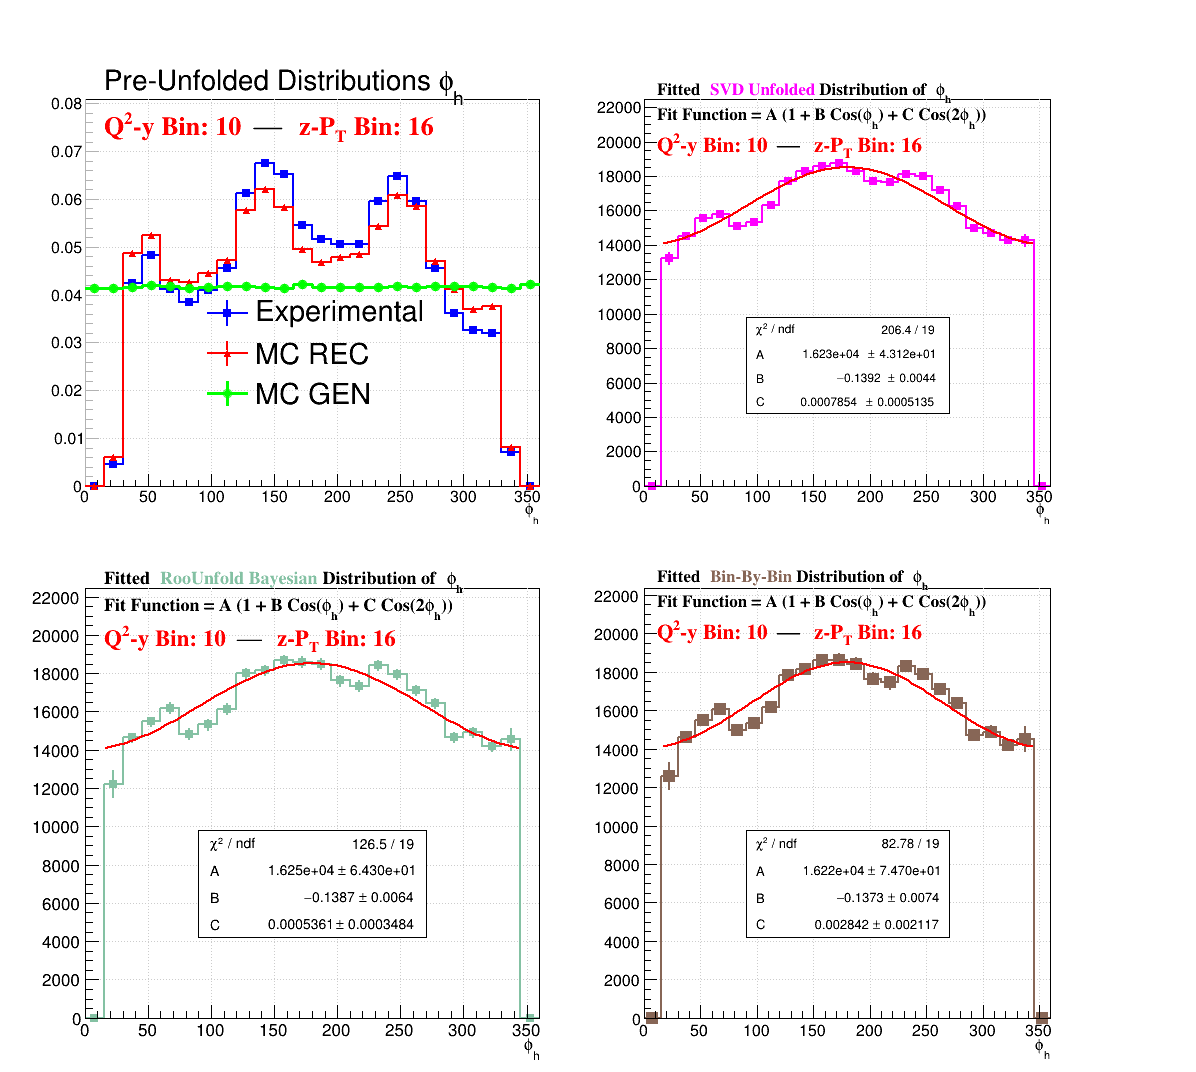 Pre-Unfolded Distributions ϕh
Q²-y Bin: 10 — z-PT Bin: 16
0.08
0.07
0.06
0.05
0.04
0.03
0.02
0.01
0
Experimental
MC REC
MC GEN
0 50 100 150 200 250 300 350
ϕh
Fitted SVD Unfolded Distribution of ϕh
Fit Function = A (1 + B Cos(ϕh) + C Cos(2ϕh))
Q²-y Bin: 10 — z-PT Bin: 16
22000
20000
18000
16000
14000
12000
10000
8000
6000
4000
2000
0
χ² / ndf 206.4 / 19
A 1.623e+04 ± 4.312e+01
B −0.1392 ± 0.0044
C 0.0007854 ± 0.0005135
0 50 100 150 200 250 300 350
ϕh
Fitted RooUnfold Bayesian Distribution of ϕh
Fit Function = A (1 + B Cos(ϕh) + C Cos(2ϕh))
Q²-y Bin: 10 — z-PT Bin: 16
22000
20000
18000
16000
14000
12000
10000
8000
6000
4000
2000
0
χ² / ndf 126.5 / 19
A 1.625e+04 ± 6.430e+01
B −0.1387 ± 0.0064
C 0.0005361 ± 0.0003484
0 50 100 150 200 250 300 350
ϕh
Fitted Bin-By-Bin Distribution of ϕh
Fit Function = A (1 + B Cos(ϕh) + C Cos(2ϕh))
Q²-y Bin: 10 — z-PT Bin: 16
22000
20000
18000
16000
14000
12000
10000
8000
6000
4000
2000
0
χ² / ndf 82.78 / 19
A 1.622e+04 ± 7.470e+01
B −0.1373 ± 0.0074
C 0.002842 ± 0.002117
0 50 100 150 200 250 300 350
ϕh